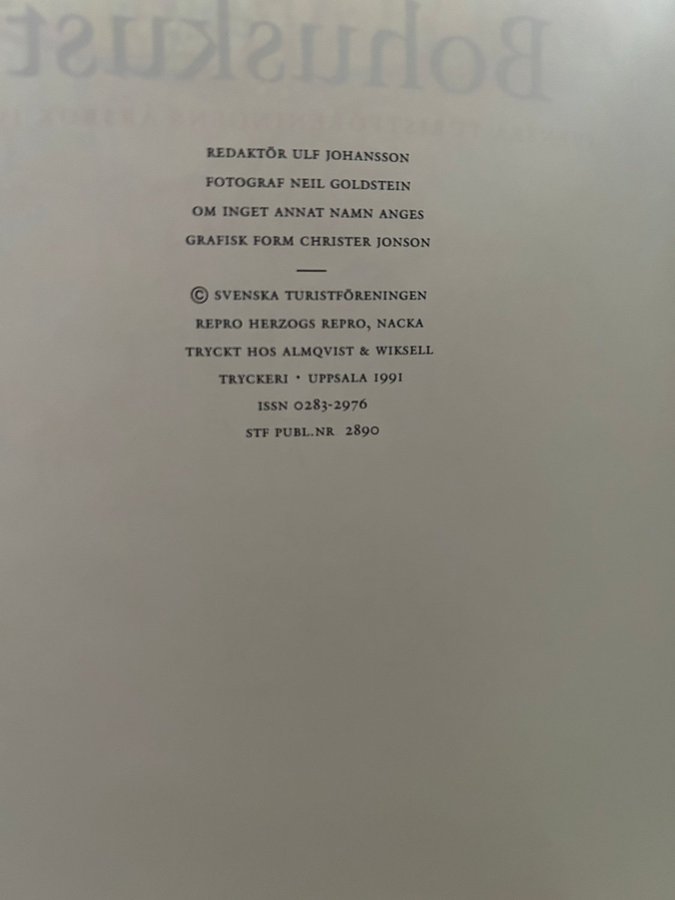 Bohuskust
REDAKTÖR ULF JOHANSSON
FOTOGRAF NEIL GOLDSTEIN
OM INGET ANNAT NAMN ANGES
GRAFISK FORM CHRISTER JONSON
© SVENSKA TURISTFÖRENINGEN
REPRO HERZOGS REPRO, NACKA
TRYCKT HOS ALMQVIST & WIKSELL
TRYCKERI · UPPSALA 1991
ISSN 0283-2976
STF PUBL.NR 2890